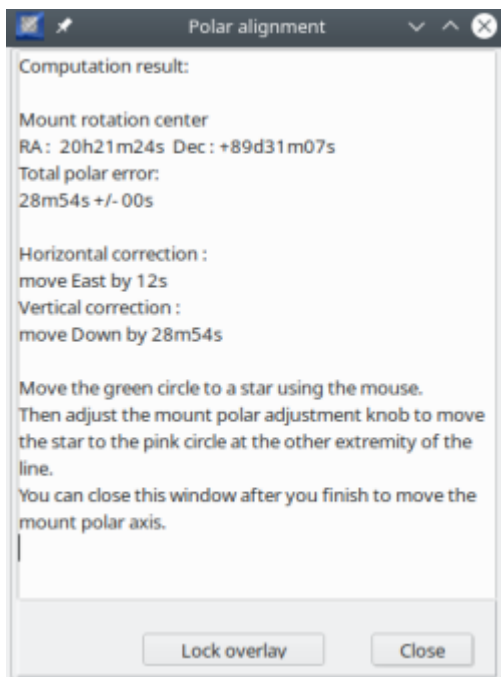 Polar alignment
Computation result:
Mount rotation center
RA : 20h21m24s Dec : +89d31m07s
Total polar error:
28m54s +/- 00s
Horizontal correction :
move East by 12s
Vertical correction :
move Down by 28m54s
Move the green circle to a star using the mouse.
Then adjust the mount polar adjustment knob to move
the star to the pink circle at the other extremity of the
line.
You can close this window after you finish to move the
mount polar axis.
Lock overlay
Close